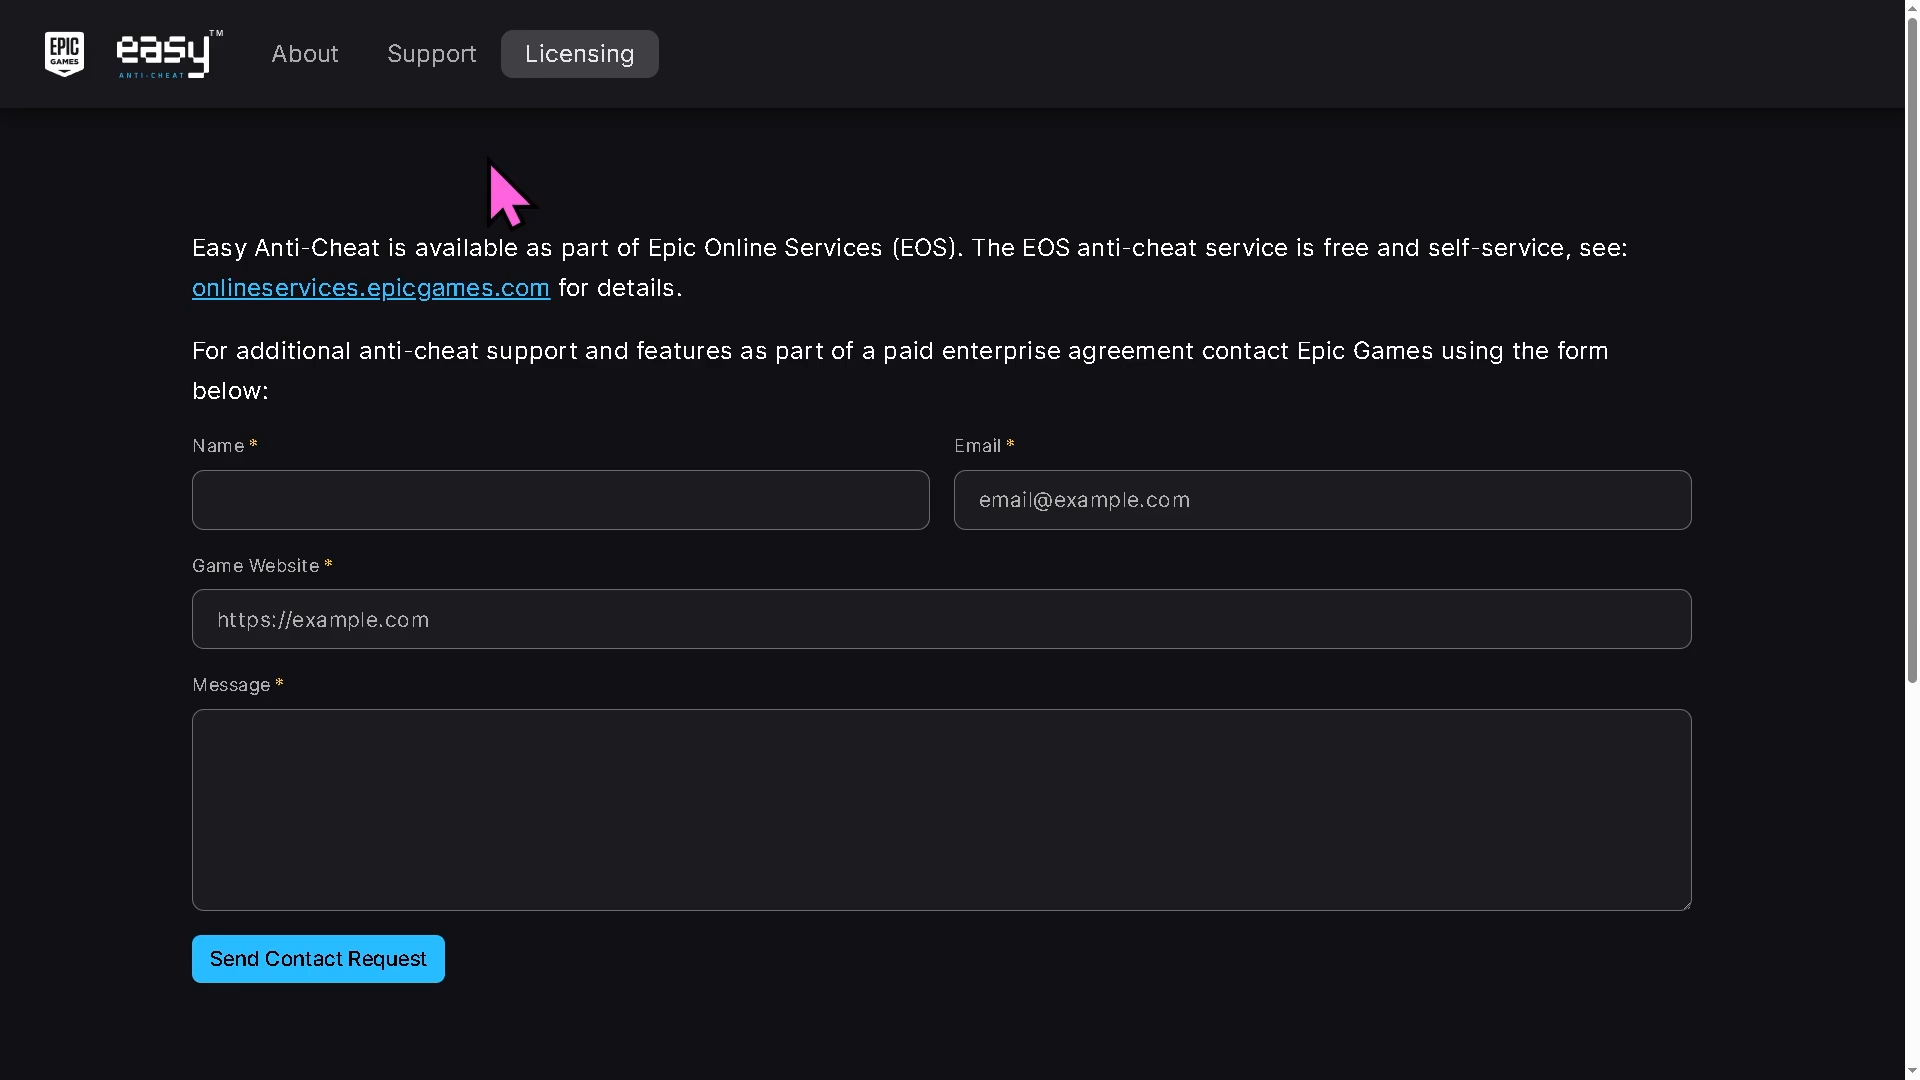 EPIC
GAMES
easy™
ANTI-CHEAT
About
Support
Licensing
Easy Anti-Cheat is available as part of Epic Online Services (EOS). The EOS anti-cheat service is free and self-service, see:
onlineservices.epicgames.com for details.
For additional anti-cheat support and features as part of a paid enterprise agreement contact Epic Games using the form
below:
Name *
Email *
email@example.com
Game Website *
https://example.com
Message *
Send Contact Request